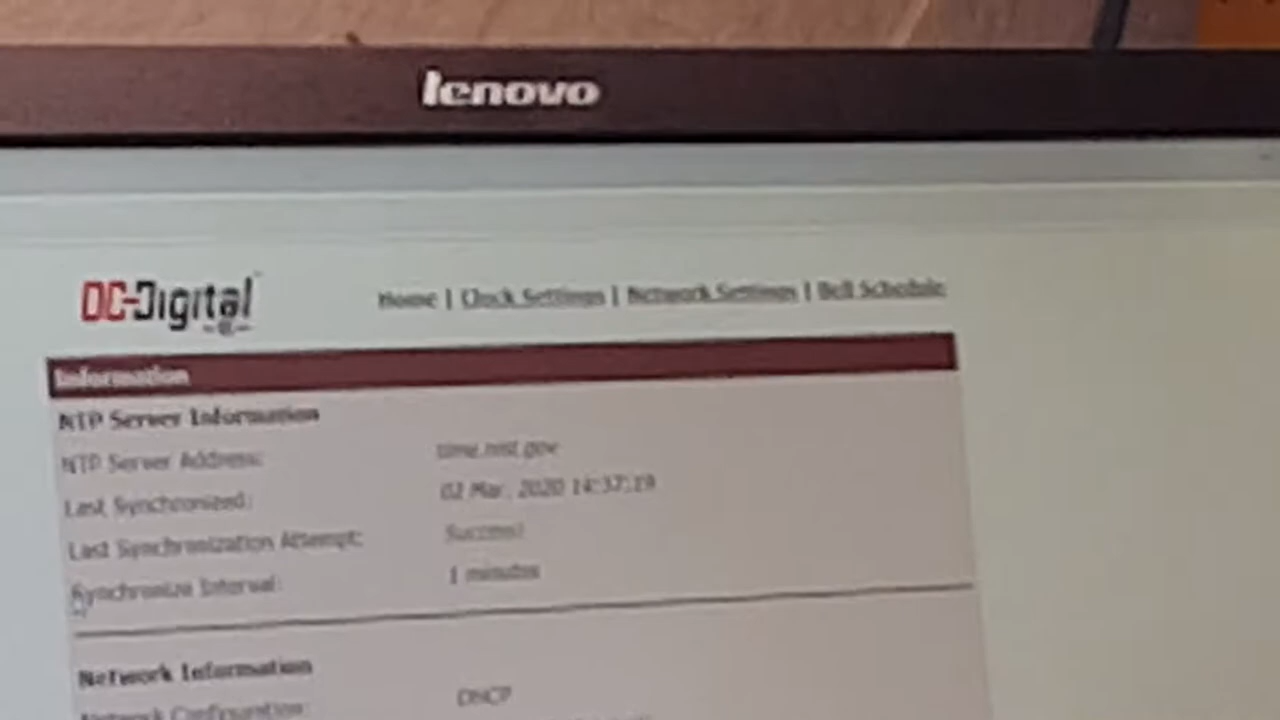 lenovo
DC-Digital
Home | Clock Settings | Network Settings | Bell Schedule
Information
NTP Server Information
NTP Server Address: time.nist.gov
Last Synchronized: 02 Mar, 2020 14:37:19
Last Synchronization Attempt: Success!
Synchronize Interval: 1 minutes
Network Information
Network Configuration: DHCP